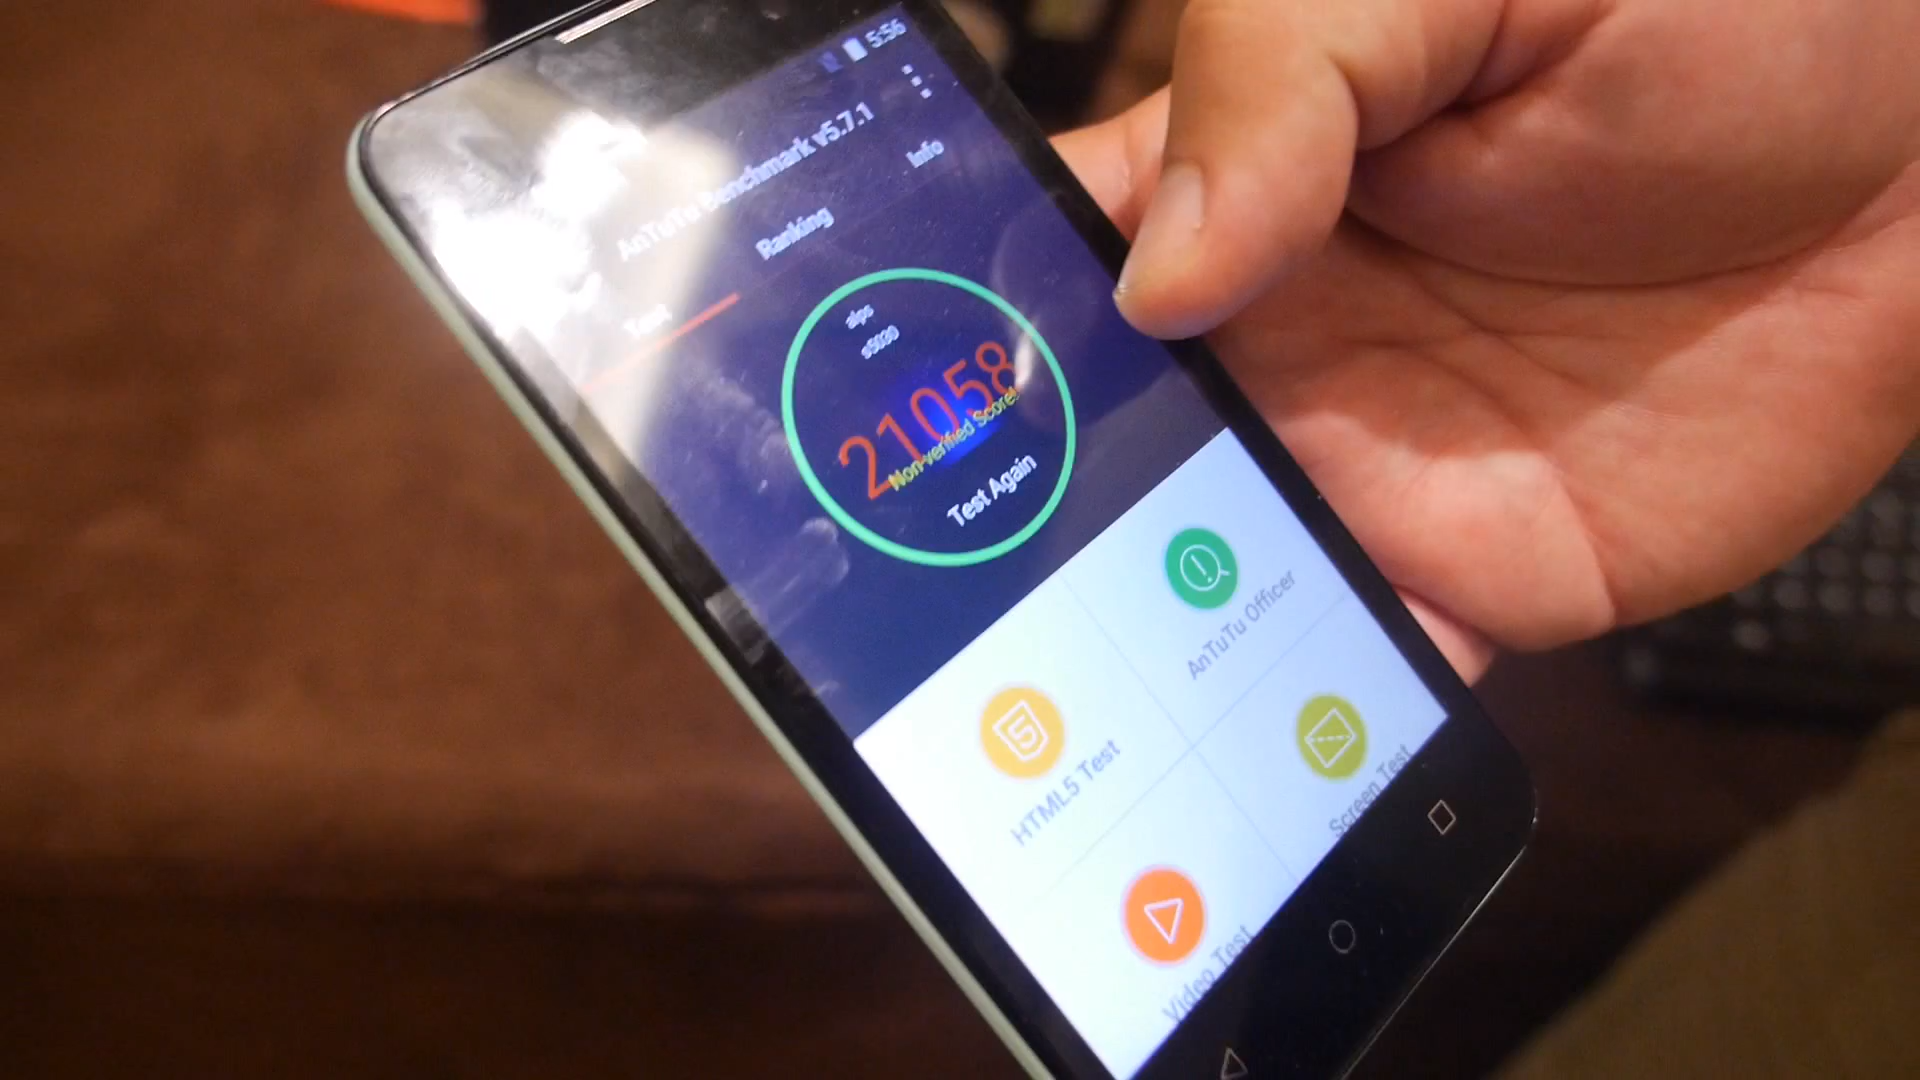 5:56
AnTuTu Benchmark v5.7.1
Test
Ranking
Info
alps
s5030
21058
Non-verified Score!
Test Again
AnTuTu Officer
HTML5 Test
Screen Test
Video Test